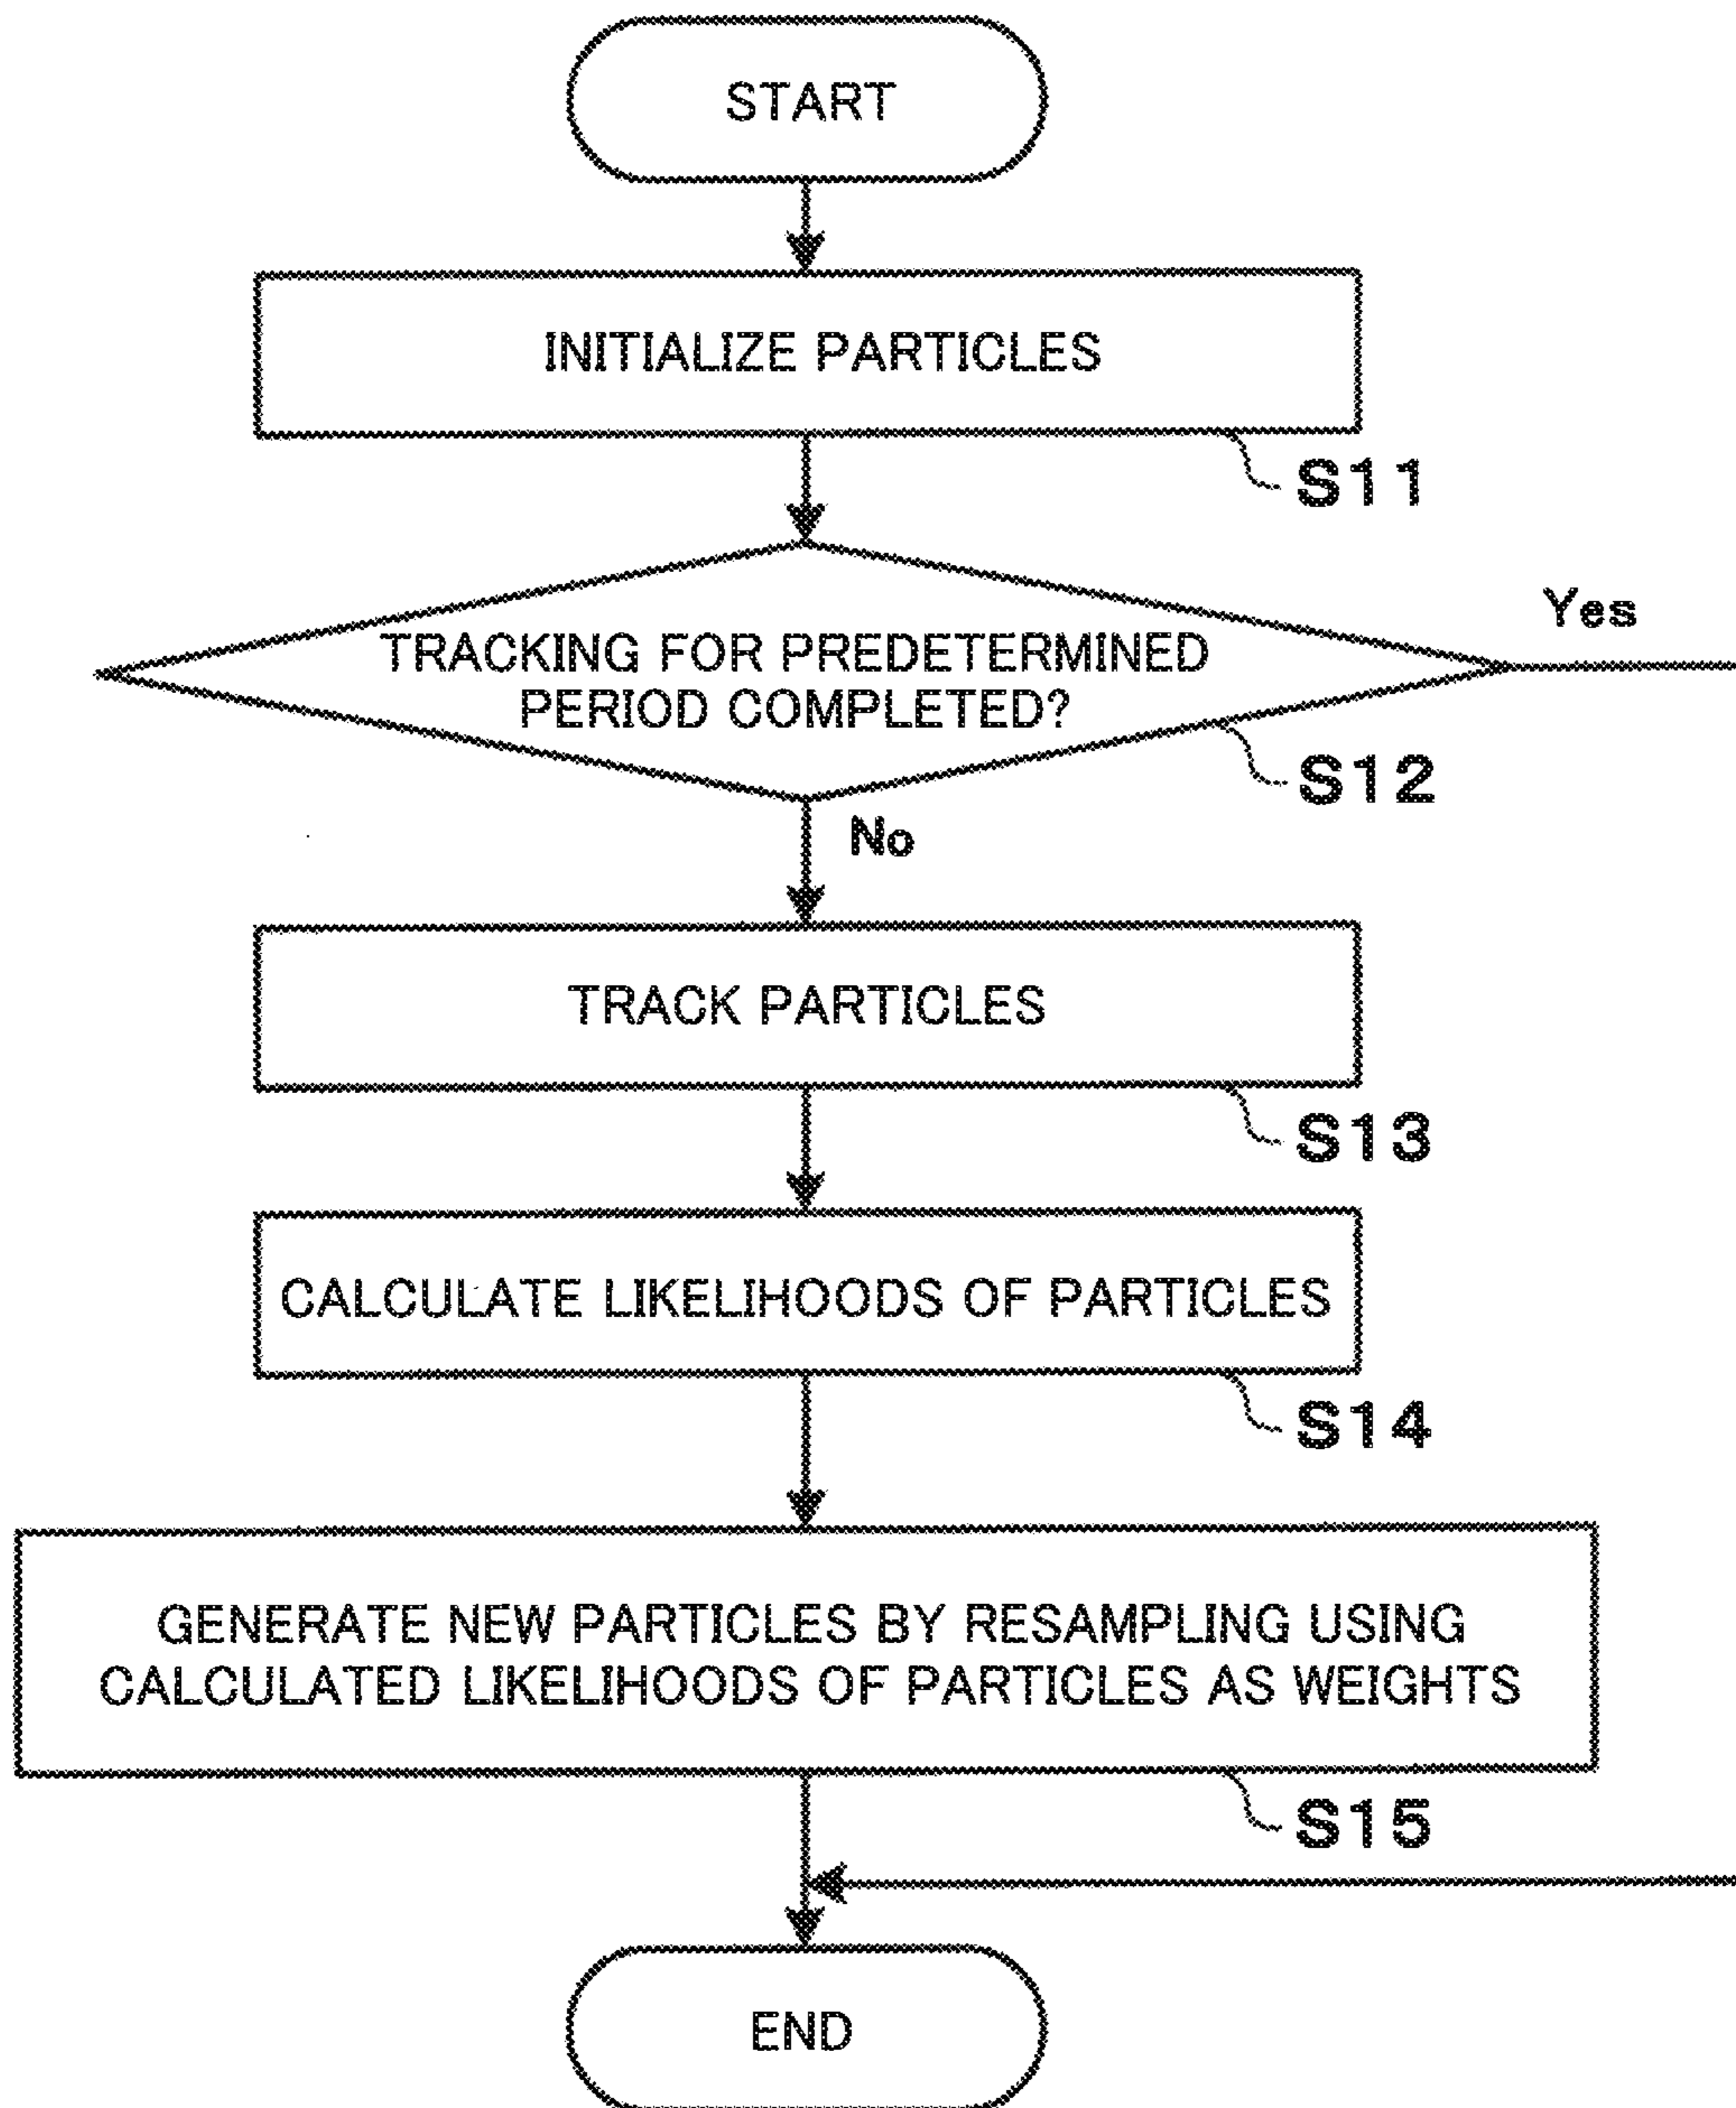 START
INITIALIZE PARTICLES
S11
TRACKING FOR PREDETERMINED
PERIOD COMPLETED?
Yes
S12
No
TRACK PARTICLES
S13
CALCULATE LIKELIHOODS OF PARTICLES
S14
GENERATE NEW PARTICLES BY RESAMPLING USING
CALCULATED LIKELIHOODS OF PARTICLES AS WEIGHTS
S15
END